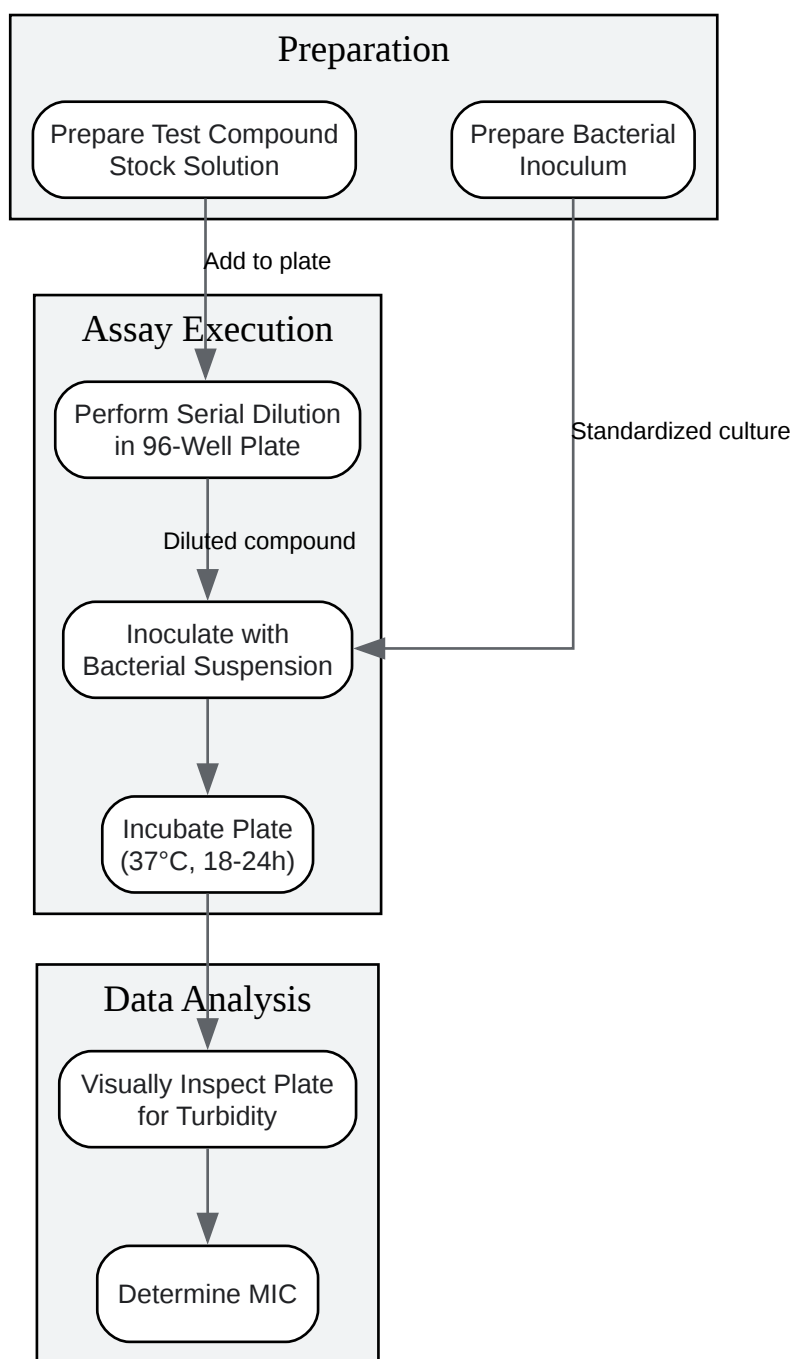 Preparation
Prepare Test Compound
Stock Solution
Prepare Bacterial
Inoculum
Add to plate
Assay Execution
Perform Serial Dilution
in 96-Well Plate
Standardized culture
Diluted compound
Inoculate with
Bacterial Suspension
Incubate Plate
(37°C, 18-24h)
Data Analysis
Visually Inspect Plate
for Turbidity
Determine MIC